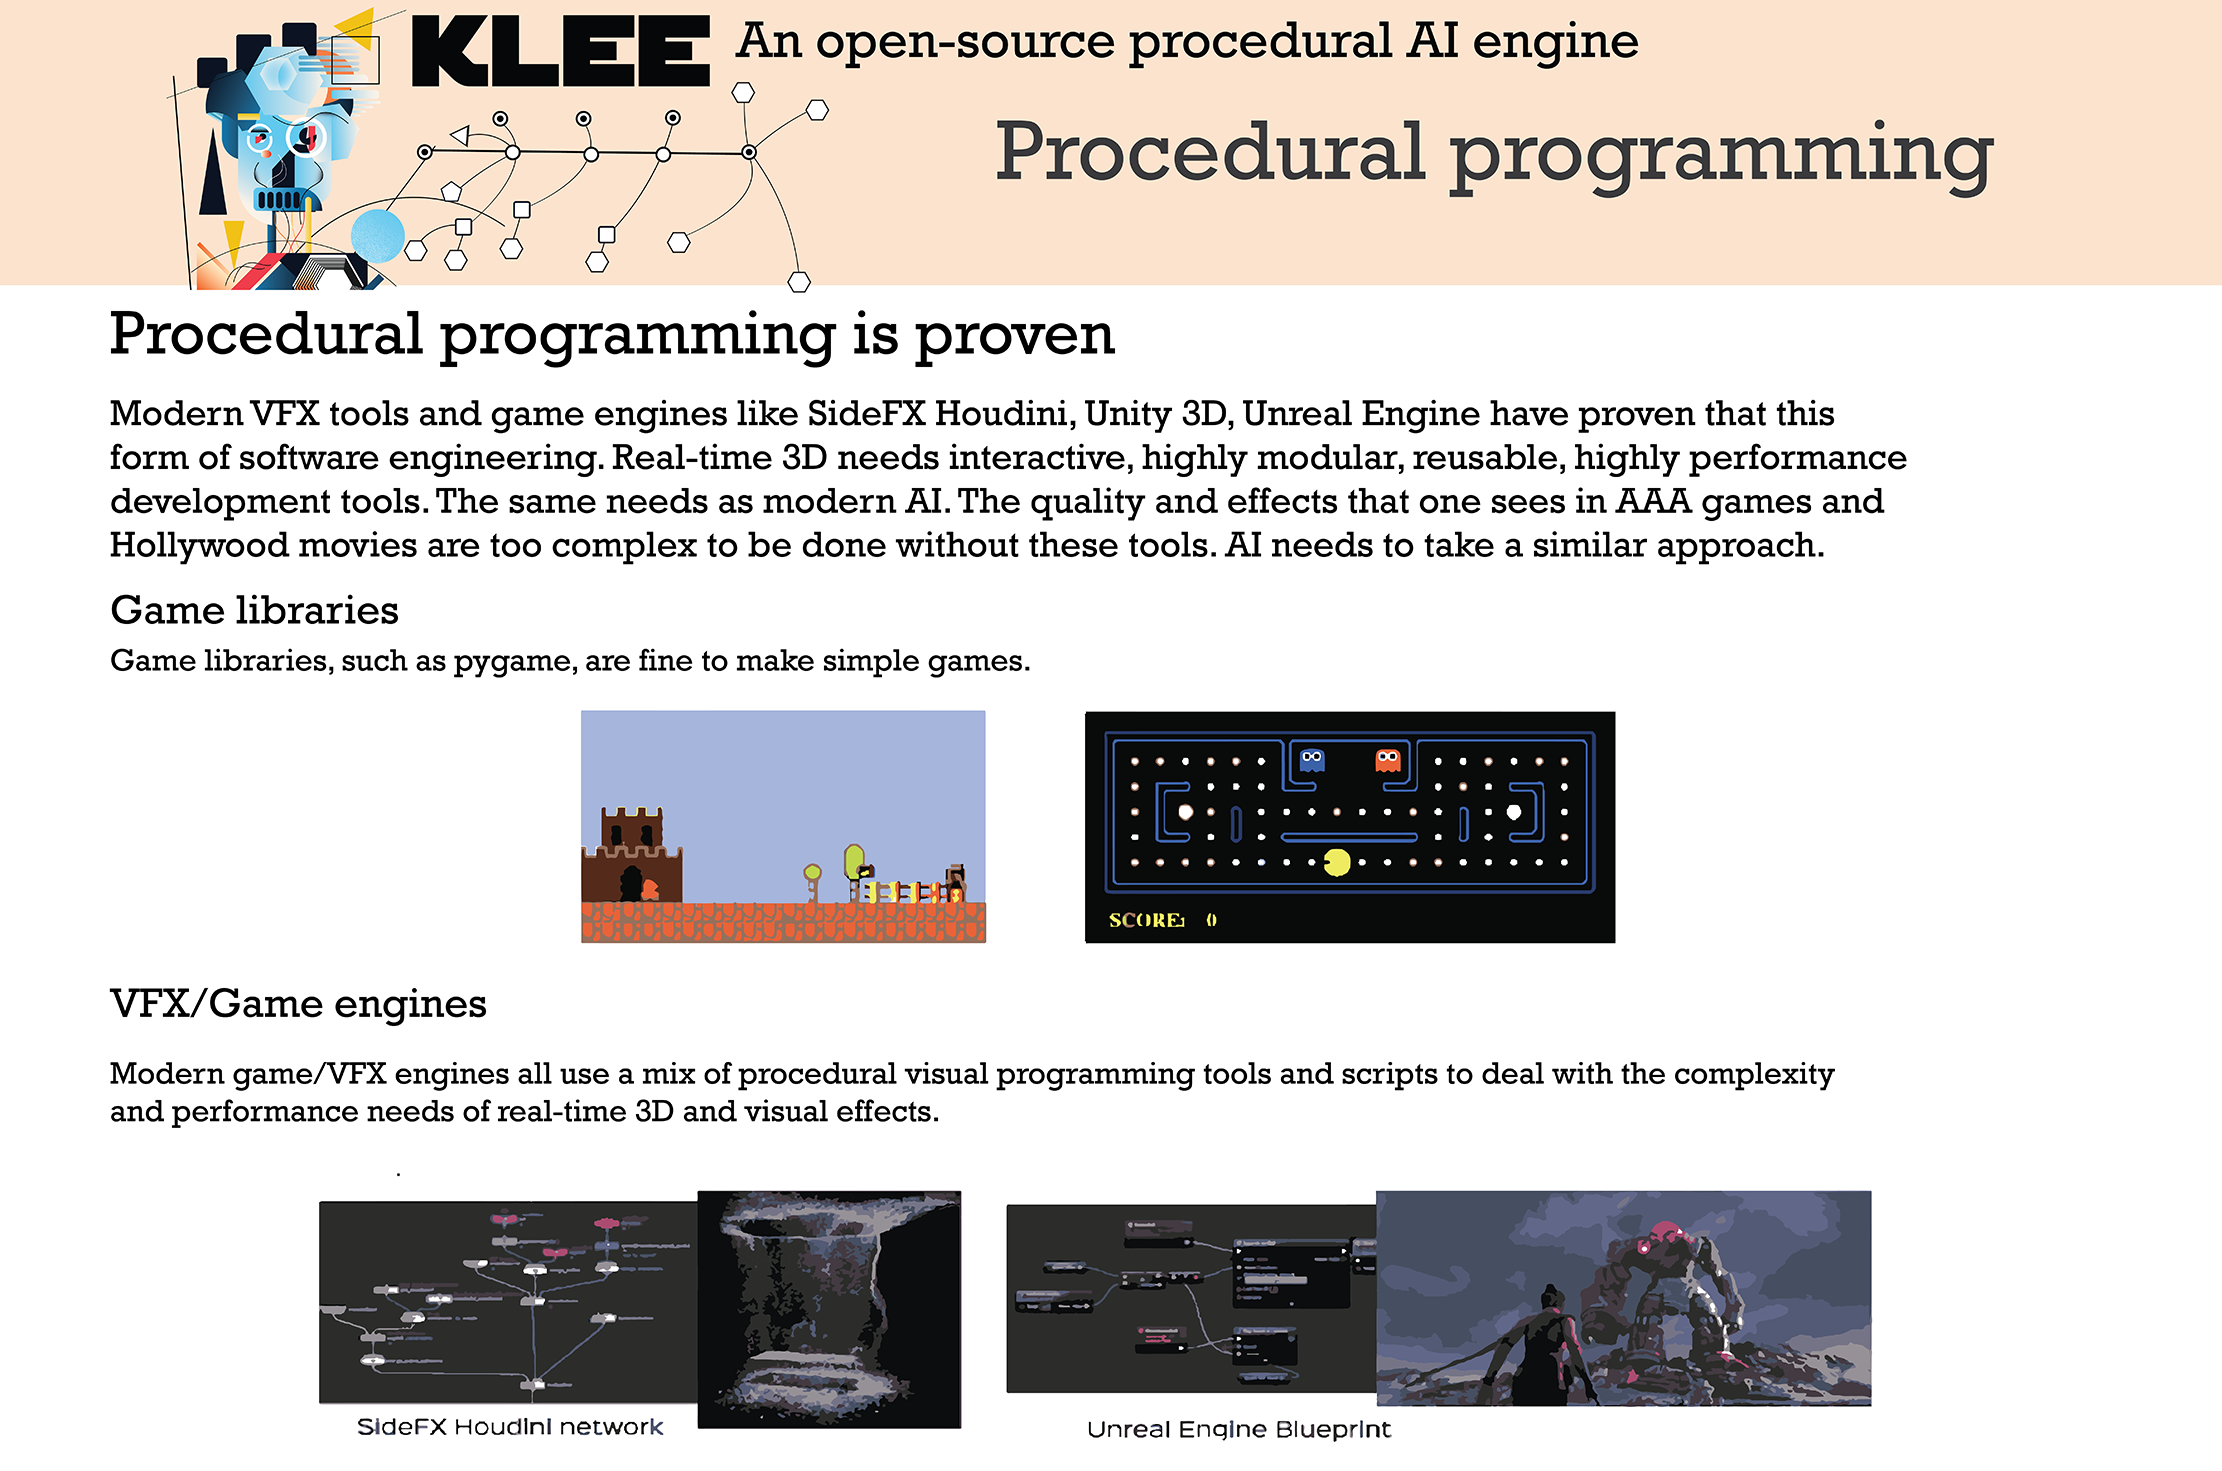 KLEE An open-source procedural AI engine
Procedural programming
Procedural programming is proven
Modern VFX tools and game engines like SideFX Houdini, Unity 3D, Unreal Engine have proven that this
form of software engineering. Real-time 3D needs interactive, highly modular, reusable, highly performance
development tools. The same needs as modern AI. The quality and effects that one sees in AAA games and
Hollywood movies are too complex to be done without these tools. AI needs to take a similar approach.
Game libraries
Game libraries, such as pygame, are fine to make simple games.
SCORE: 0
VFX/Game engines
Modern game/VFX engines all use a mix of procedural visual programming tools and scripts to deal with the complexity
and performance needs of real-time 3D and visual effects.
.
SideFX Houdini network
Unreal Engine Blueprint